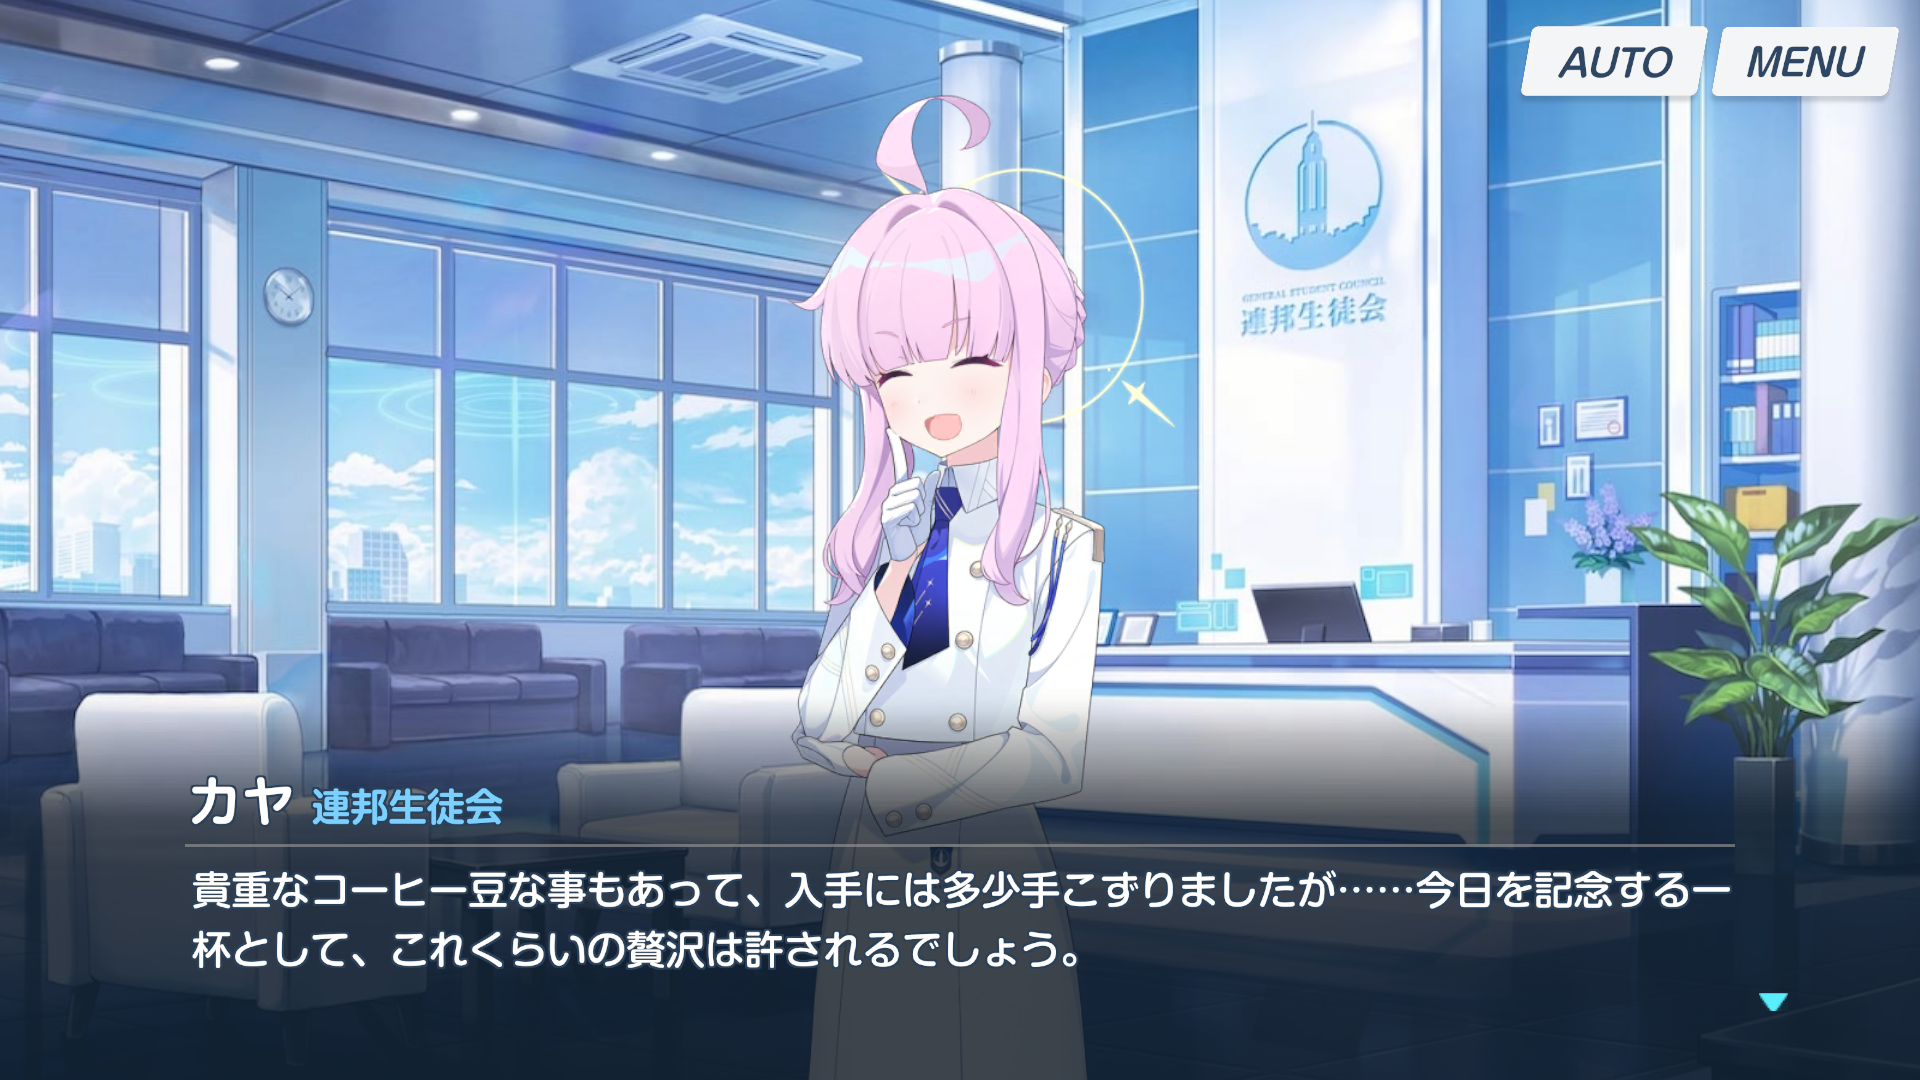 AUTO
MENU
GENERAL STUDENT COUNCIL
連邦生徒会
カヤ 連邦生徒会
貴重なコーヒー豆な事もあって、入手には多少手こずりましたが……今日を記念する一
杯として、これくらいの贅沢は許されるでしょう。